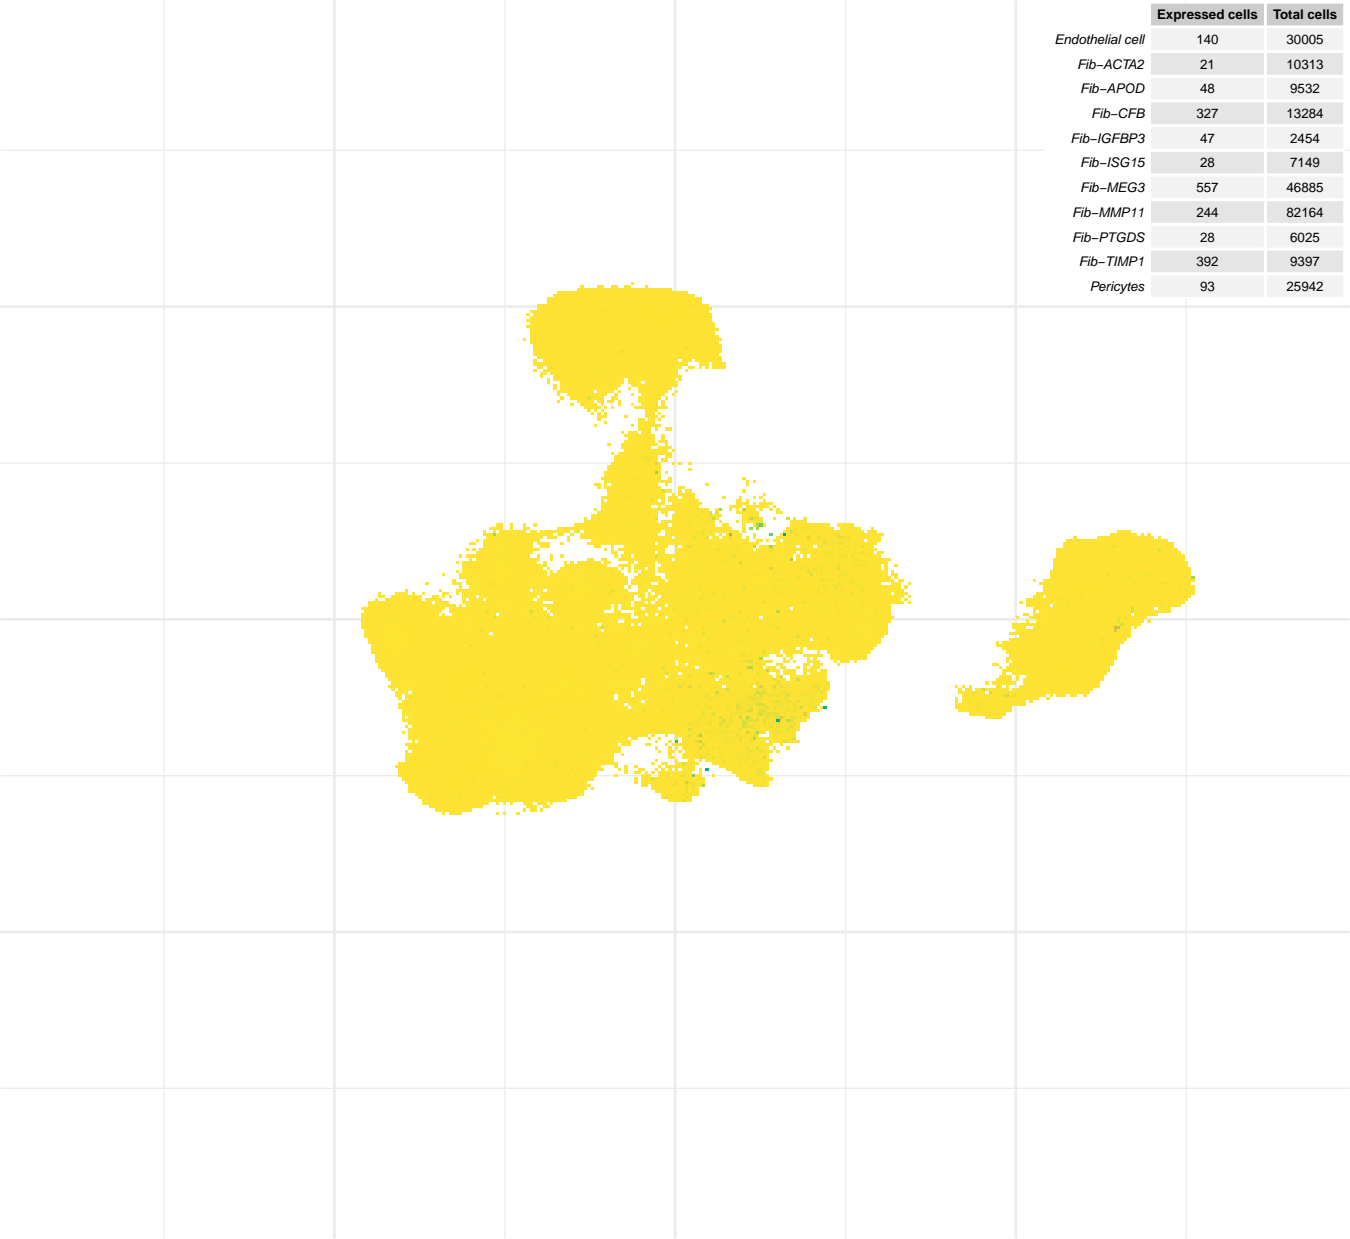 Expressed cells Total cells
Endothelial cell 140 30005
Fib−ACTA2 21 10313
Fib−APOD 48 9532
Fib−CFB 327 13284
Fib−IGFBP3 47 2454
Fib−ISG15 28 7149
Fib−MEG3 557 46885
Fib−MMP11 244 82164
Fib−PTGDS 28 6025
Fib−TIMP1 392 9397
Pericytes 93 25942